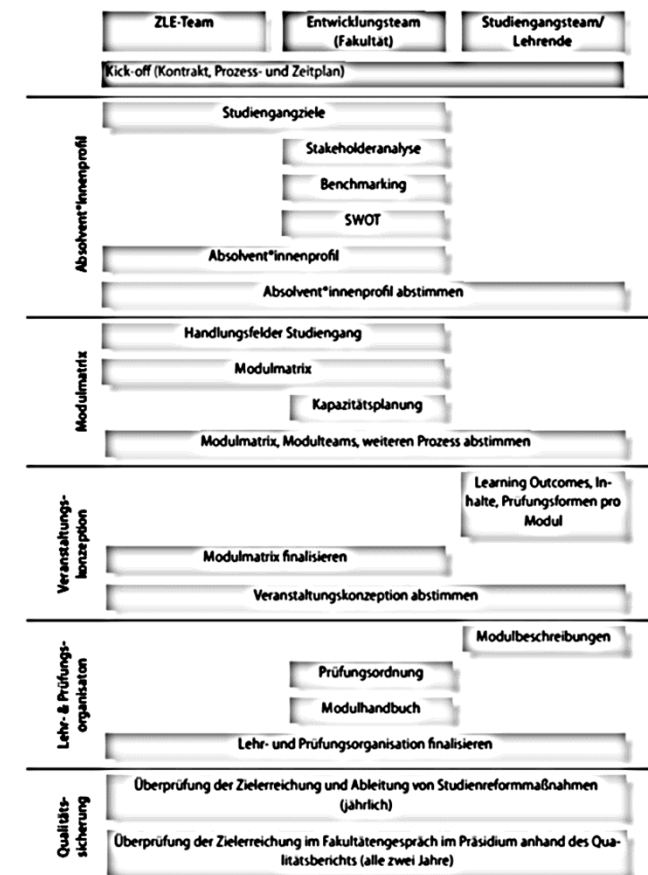 ZLE-Team
Entwicklungsteam
(Fakultät)
Studiengangsteam/
Lehrende
Kick-off (Kontrakt, Prozess- und Zeitplan)
Absolvent*innenprofil
Studiengangziele
Stakeholderanalyse
Benchmarking
SWOT
Absolvent*innenprofil
Absolvent*innenprofil abstimmen
Modulmatrix
Handlungsfelder Studiengang
Modulmatrix
Kapazitätsplanung
Modulmatrix, Modulteams, weiteren Prozess abstimmen
Veranstaltungs-
konzeption
Learning Outcomes, In-
halte, Prüfungsformen pro
Modul
Modulmatrix finalisieren
Veranstaltungskonzeption abstimmen
Lehr- & Prüfungs-
organisaton
Modulbeschreibungen
Prüfungsordnung
Modulhandbuch
Lehr- und Prüfungsorganisation finalisieren
Qualitäts-
sicherung
Überprüfung der Zielerreichung und Ableitung von Studienreformmaßnahmen
(jährlich)
Überprüfung der Zielerreichung im Fakultätengespräch im Präsidium anhand des Qua-
litätsberichts (alle zwei Jahre)